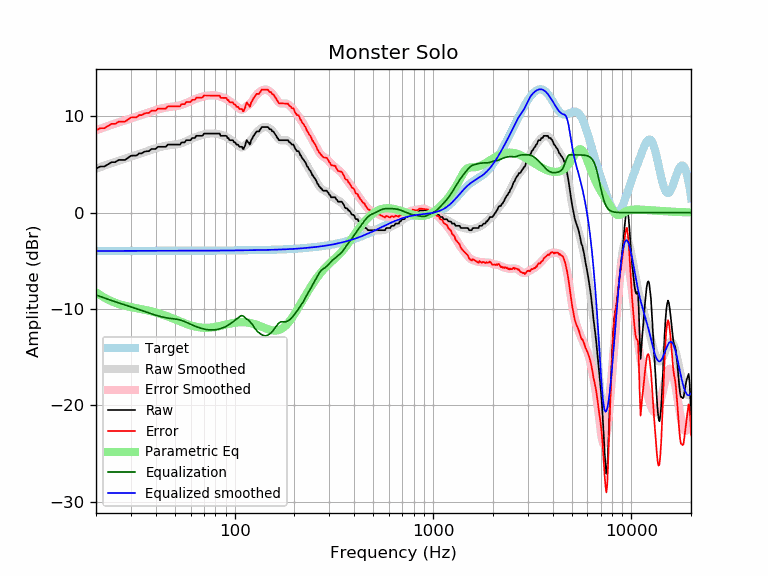 Monster Solo
10
0
−10
−20
−30
Amplitude (dBr)
Target
Raw Smoothed
Error Smoothed
Raw
Error
Parametric Eq
Equalization
Equalized smoothed
100
1000
10000
Frequency (Hz)